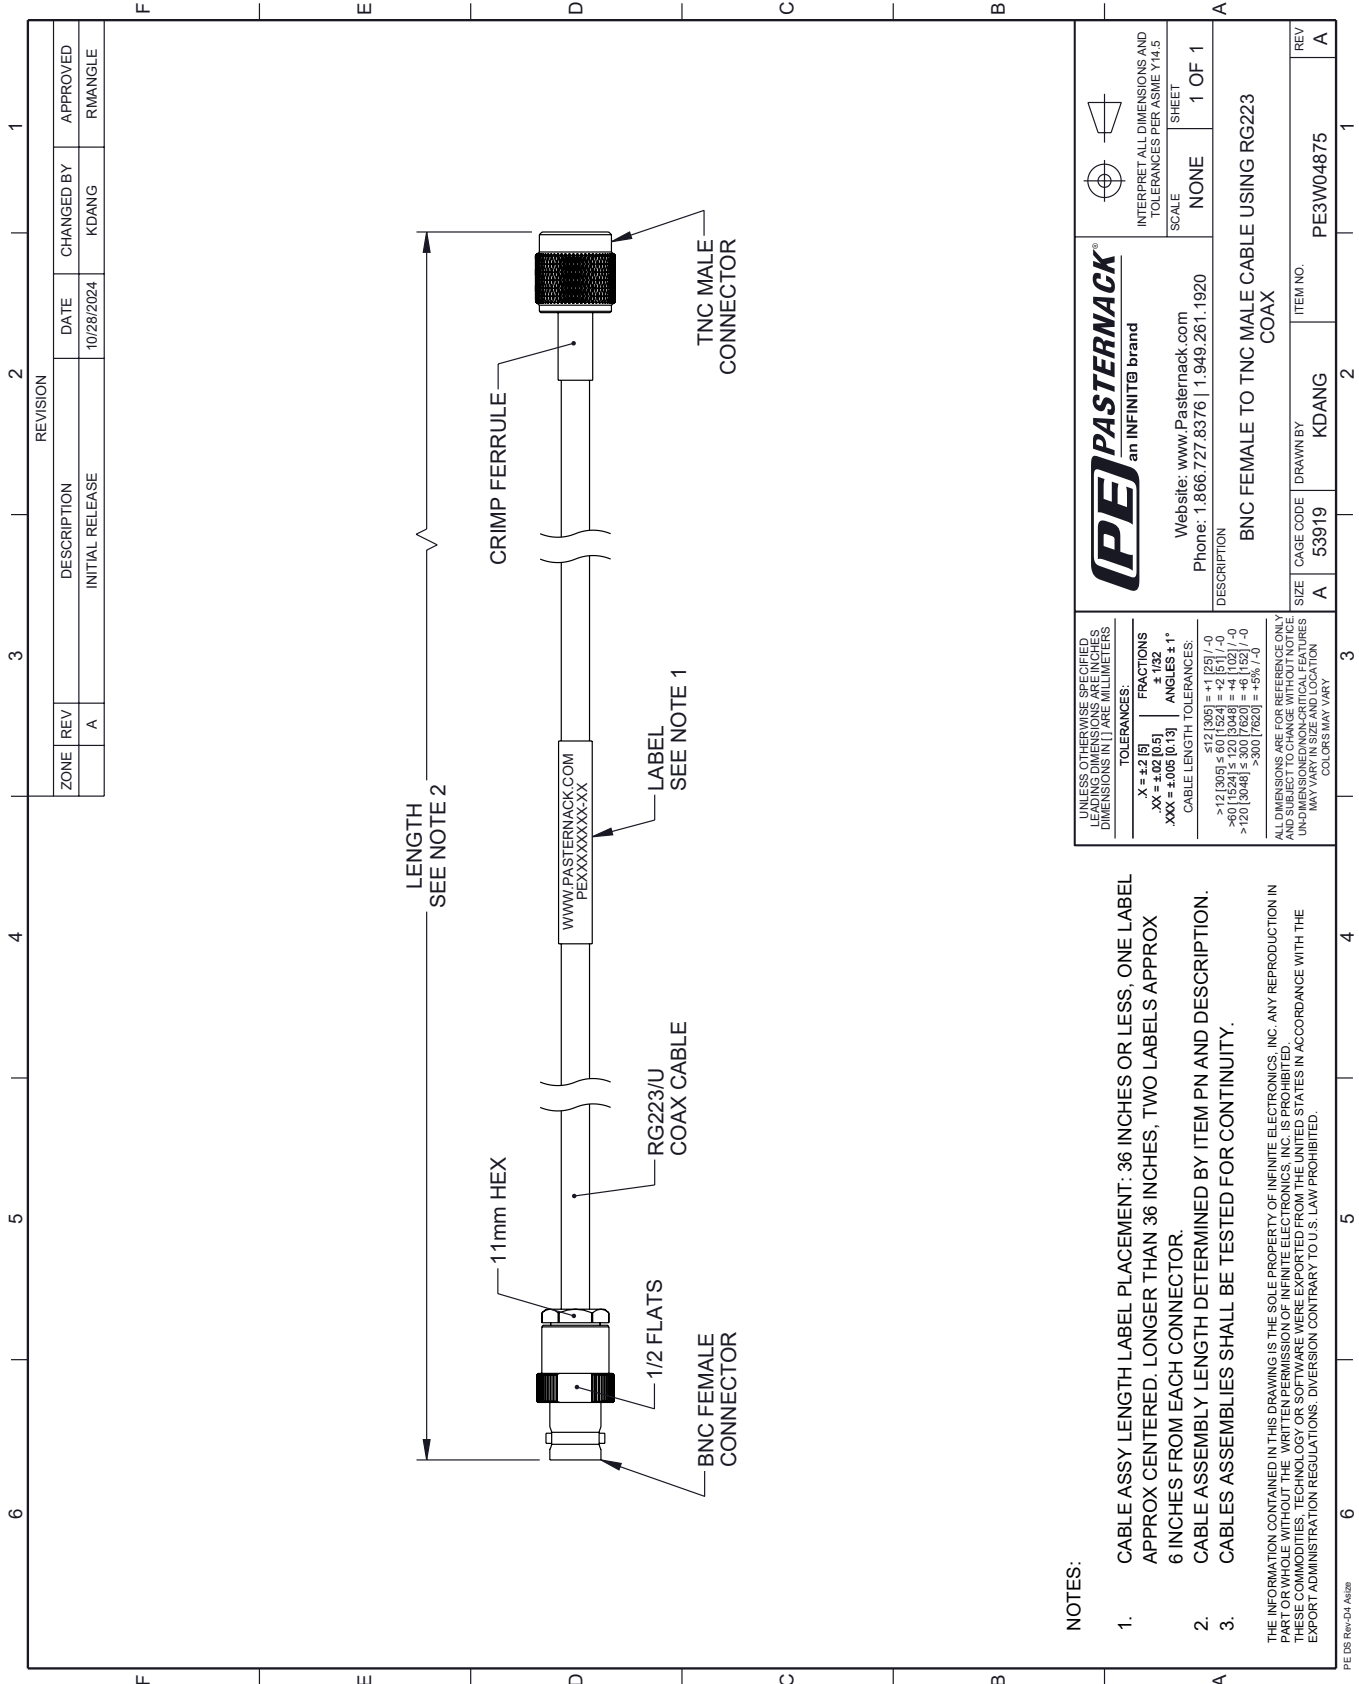 6
5
4
3
2
1
F
E
D
C
B
A
REVISION
ZONE
REV
DESCRIPTION
DATE
CHANGED BY
APPROVED
A
INITIAL RELEASE
10/28/2024
KDANG
RMANGLE
LENGTH
SEE NOTE 2
11mm HEX
CRIMP FERRULE
WWW.PASTERNACK.COM
PEXXXXXXXX-XX
1/2 FLATS
RG223/U
COAX CABLE
LABEL
SEE NOTE 1
BNC FEMALE
CONNECTOR
TNC MALE
CONNECTOR
NOTES:
1. CABLE ASSY LENGTH LABEL PLACEMENT: 36 INCHES OR LESS, ONE LABEL
APPROX CENTERED. LONGER THAN 36 INCHES, TWO LABELS APPROX
6 INCHES FROM EACH CONNECTOR.
2. CABLE ASSEMBLY LENGTH DETERMINED BY ITEM PN AND DESCRIPTION.
3. CABLES ASSEMBLIES SHALL BE TESTED FOR CONTINUITY.
THE INFORMATION CONTAINED IN THIS DRAWING IS THE SOLE PROPERTY OF INFINITE ELECTRONICS, INC. ANY REPRODUCTION IN
PART OR WHOLE WITHOUT THE WRITTEN PERMISSION OF INFINITE ELECTRONICS, INC. IS PROHIBITED.
THESE COMMODITIES, TECHNOLOGY OR SOFTWARE WERE EXPORTED FROM THE UNITED STATES IN ACCORDANCE WITH THE
EXPORT ADMINISTRATION REGULATIONS. DIVERSION CONTRARY TO U.S. LAW PROHIBITED.
UNLESS OTHERWISE SPECIFIED
LEADING DIMENSIONS ARE INCHES
DIMENSIONS IN [ ] ARE MILLIMETERS
TOLERANCES:
.X = ±.2 [5]
.XX = ±.02 [0.5]
.XXX = ±.005 [0.13]
FRACTIONS
± 1/32
ANGLES ± 1°
CABLE LENGTH TOLERANCES:
≤12 [305] = +1 [25] / -0
>12 [305] ≤ 60 [1524] = +2 [51] / -0
>60 [1524] ≤ 120 [3048] = +4 [102] / -0
>120 [3048] ≤ 300 [7620] = +6 [152] / -0
>300 [7620] = +5% / -0
ALL DIMENSIONS ARE FOR REFERENCE ONLY
AND SUBJECT TO CHANGE WITHOUT NOTICE.
UN-DIMENSIONED/NON-CRITICAL FEATURES
MAY VARY IN SIZE AND LOCATION
COLORS MAY VARY
PE PASTERNACK®
an INFINIT@ brand
Website: www.Pasternack.com
Phone: 1.866.727.8376 | 1.949.261.1920
INTERPRET ALL DIMENSIONS AND
TOLERANCES PER ASME Y14.5
SCALE
NONE
SHEET
1 OF 1
DESCRIPTION
BNC FEMALE TO TNC MALE CABLE USING RG223
COAX
SIZE
A
CAGE CODE
53919
DRAWN BY
KDANG
ITEM NO.
PE3W04875
REV
A
6
5
4
3
2
1
F
E
D
C
B
A
PE DS Rev-D4 Asize